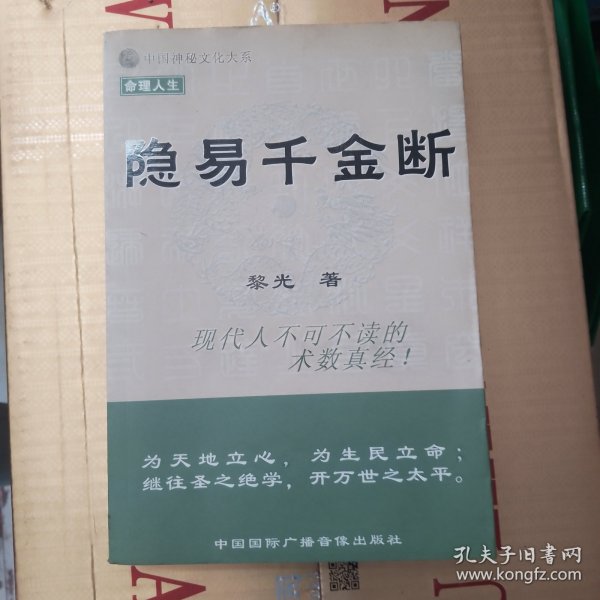 中国神秘文化大系
命理人生
隐易千金断
黎光 著
现代人不可不读的
术数真经！
为天地立心，为生民立命；
继往圣之绝学，开万世之太平。
中国国际广播音像出版社
孔夫子旧书网
www.kongfz.com